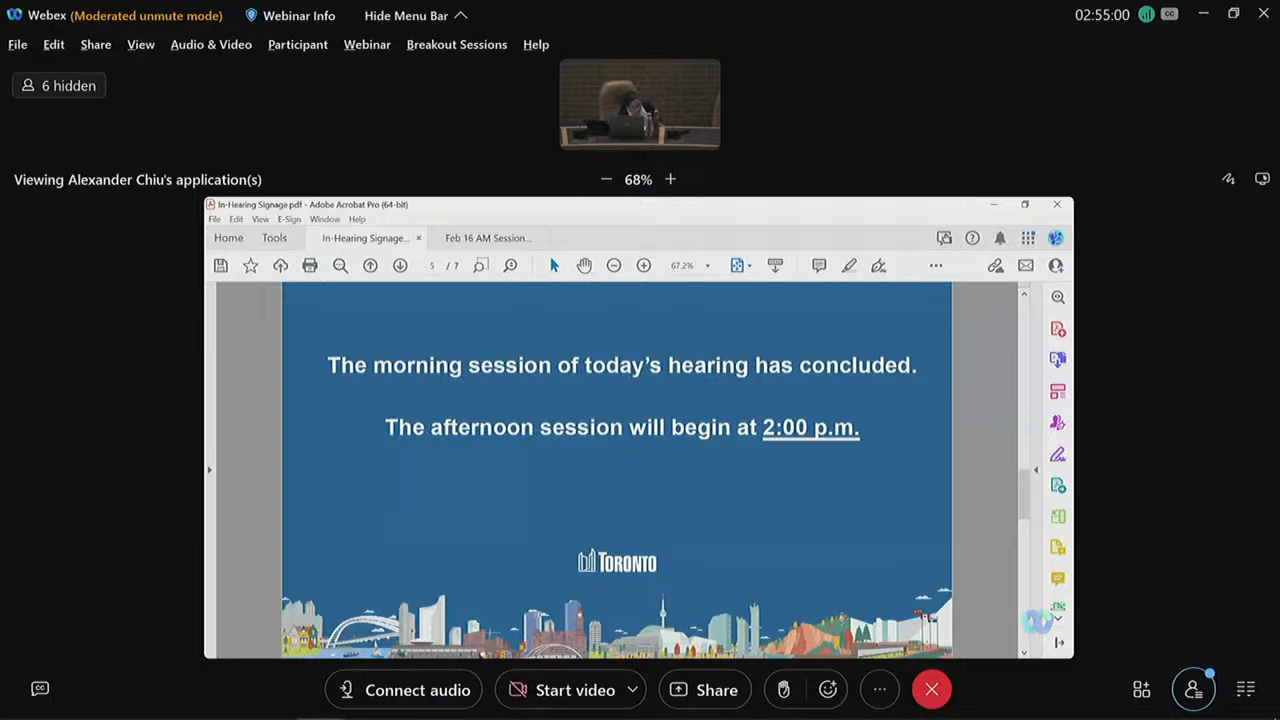 Webex (Moderated unmute mode) Webinar Info Hide Menu Bar 02:55:00 CC
File Edit Share View Audio & Video Participant Webinar Breakout Sessions Help
6 hidden
Viewing Alexander Chiu's application(s) 68%
In-Hearing Signage.pdf - Adobe Acrobat Pro (64-bit)
File Edit View E-Sign Window Help
Home Tools In-Hearing Signage... × Feb 16 AM Session...
5 / 7 67.2%
The morning session of today's hearing has concluded.
The afternoon session will begin at 2:00 p.m.
TORONTO
CC Connect audio Start video Share